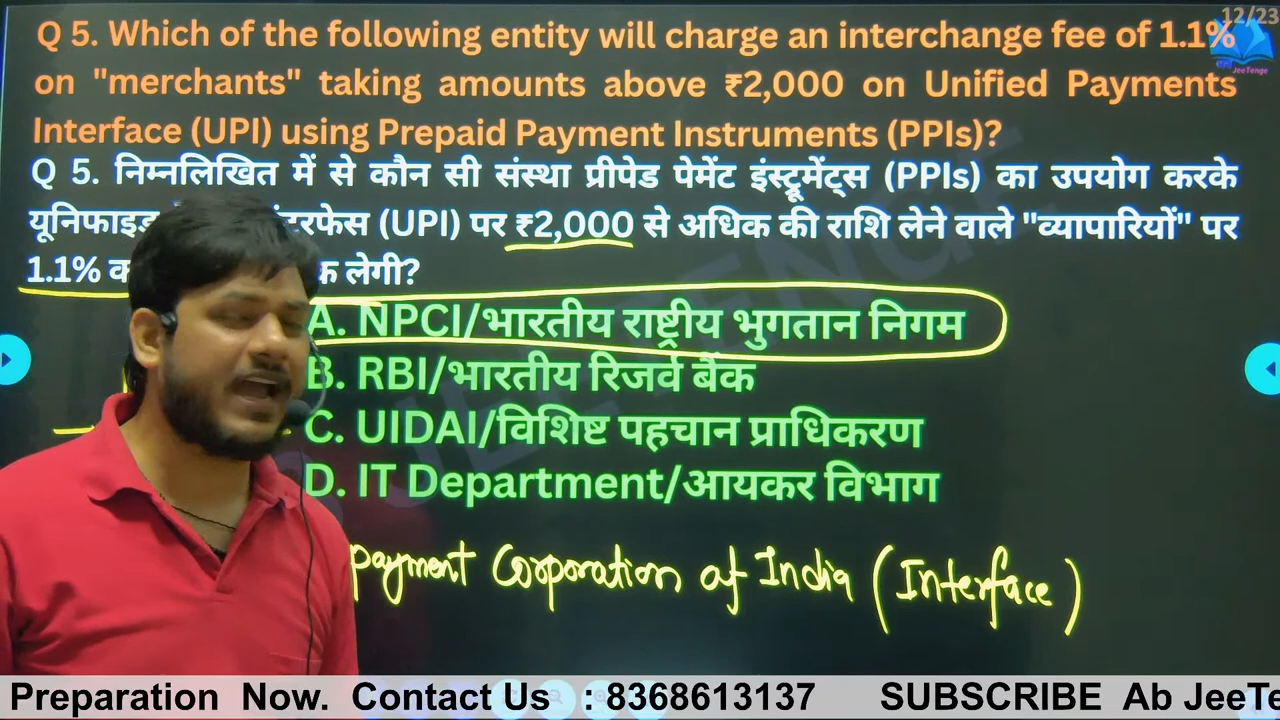 12/23
Q 5. Which of the following entity will charge an interchange fee of 1.1%
on "merchants" taking amounts above ₹2,000 on Unified Payments
Interface (UPI) using Prepaid Payment Instruments (PPIs)?
Q 5. निम्नलिखित में से कौन सी संस्था प्रीपेड पेमेंट इंस्ट्रूमेंट्स (PPIs) का उपयोग करके
यूनिफाइड टरफेस (UPI) पर ₹2,000 से अधिक की राशि लेने वाले "व्यापारियों" पर
1.1% क क लेगी?
A. NPCI/भारतीय राष्ट्रीय भुगतान निगम
B. RBI/भारतीय रिजर्व बैंक
C. UIDAI/विशिष्ट पहचान प्राधिकरण
D. IT Department/आयकर विभाग
payment Corporation of India (Interface)
Preparation Now. Contact Us : 8368613137 SUBSCRIBE Ab JeeTe